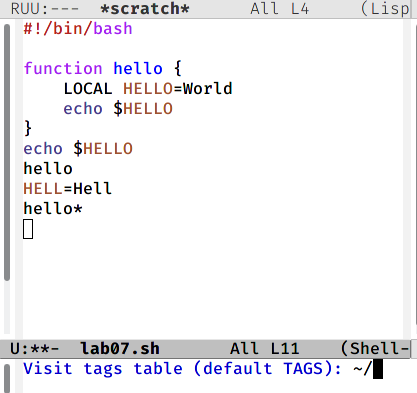 RUU:--- *scratch* All L4 (Lisp
#!/bin/bash
function hello {
LOCAL HELLO=World
echo $HELLO
}
echo $HELLO
hello
HELL=Hell
hello*
U:**- lab07.sh All L11 (Shell-
Visit tags table (default TAGS): ~/